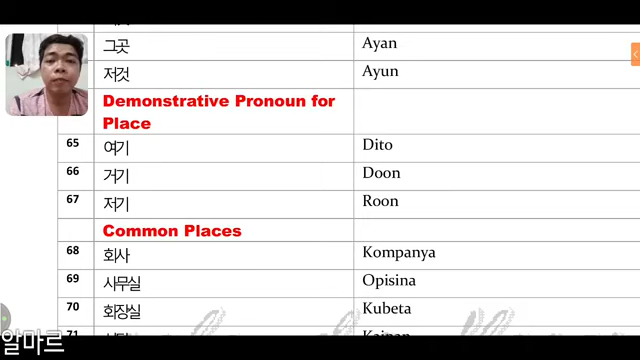 그곳 Ayan
저것 Ayun
Demonstrative Pronoun for
Place
65 여기 Dito
66 거기 Doon
67 저기 Roon
Common Places
68 회사 Kompanya
69 사무실 Opisina
70 화장실 Kubeta
71
알마르